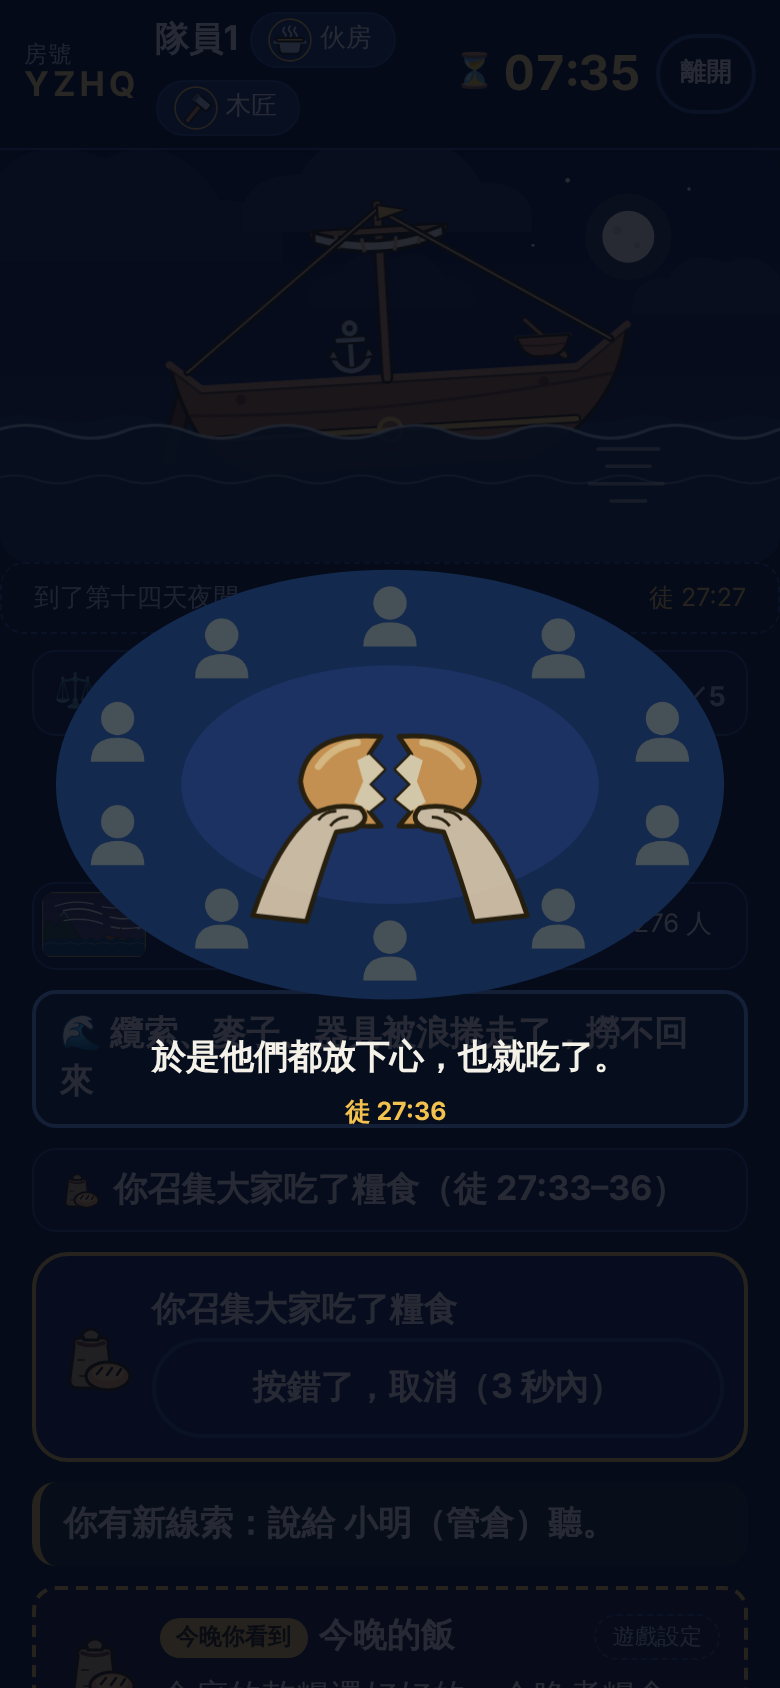 房號
YZHQ
隊員1
伙房
木匠
07:35
離開
到了第十四天夜間
徒 27:27
/5
276 人
纜索、麥子、器具被浪捲走了，撈不回
來
於是他們都放下心，也就吃了。
徒 27:36
你召集大家吃了糧食（徒 27:33–36）
你召集大家吃了糧食
按錯了，取消（3 秒內）
你有新線索：說給 小明（管倉）聽。
今晚你看到
今晚的飯
遊戲設定